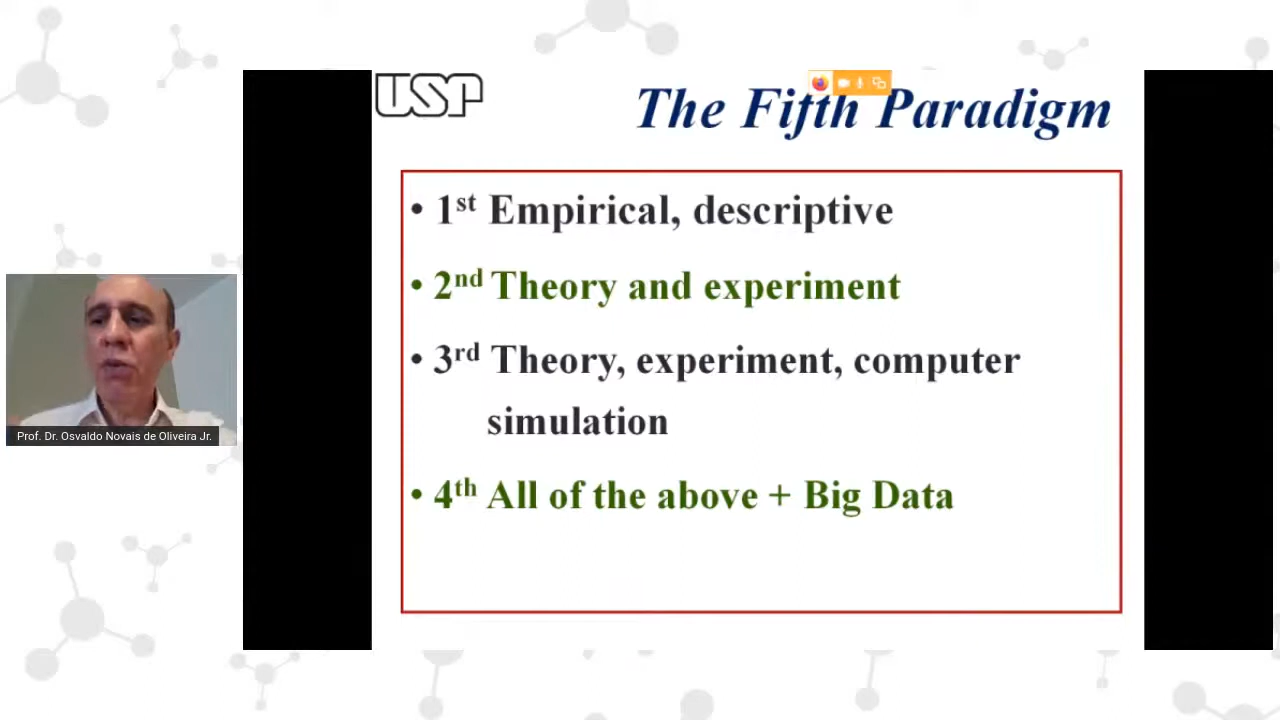 USP
The Fifth Paradigm
• 1st Empirical, descriptive
• 2nd Theory and experiment
• 3rd Theory, experiment, computer
simulation
• 4th All of the above + Big Data
Prof. Dr. Osvaldo Novais de Oliveira Jr.